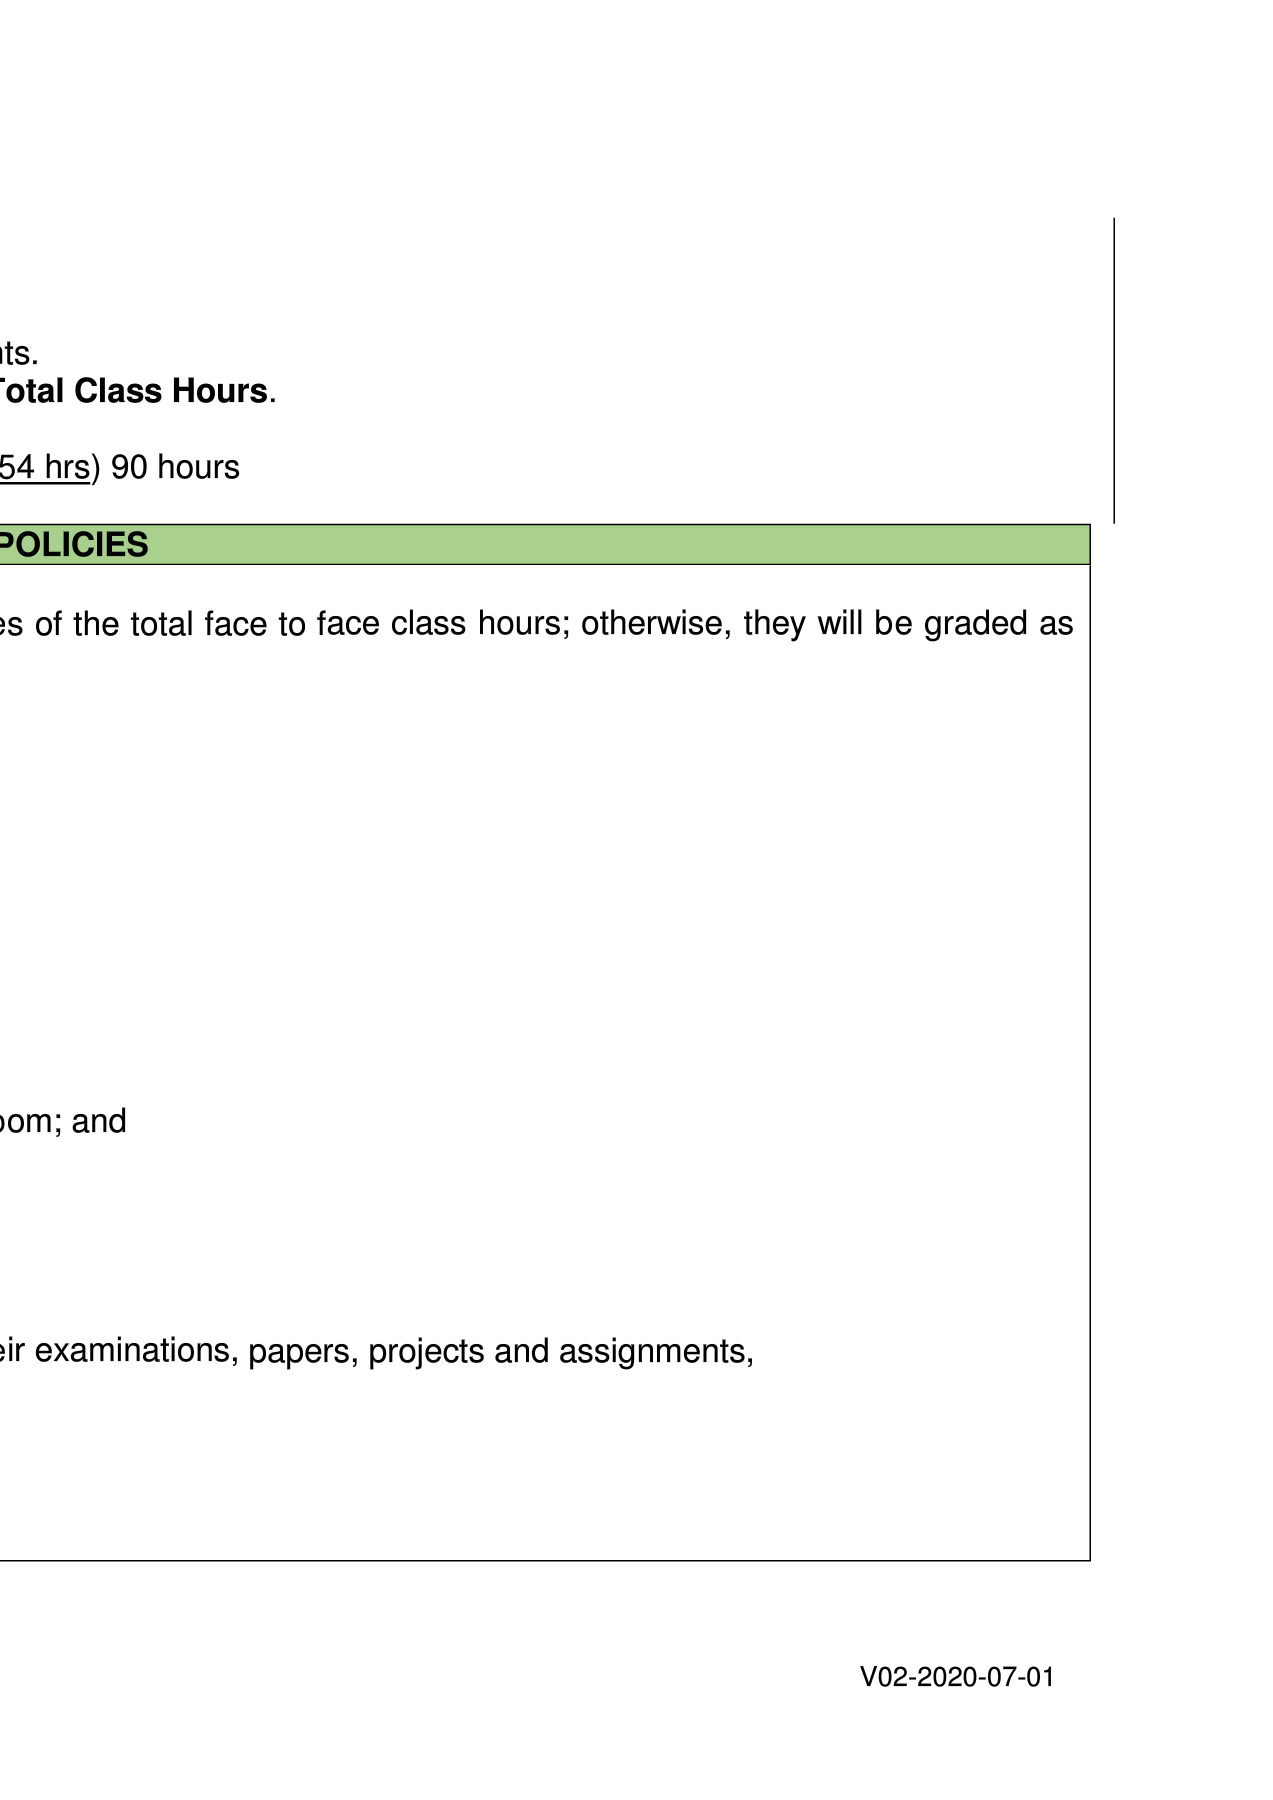 nts.
Total Class Hours.
54 hrs) 90 hours
POLICIES
es of the total face to face class hours; otherwise, they will be graded as
oom; and
eir examinations, papers, projects and assignments,
V02-2020-07-01